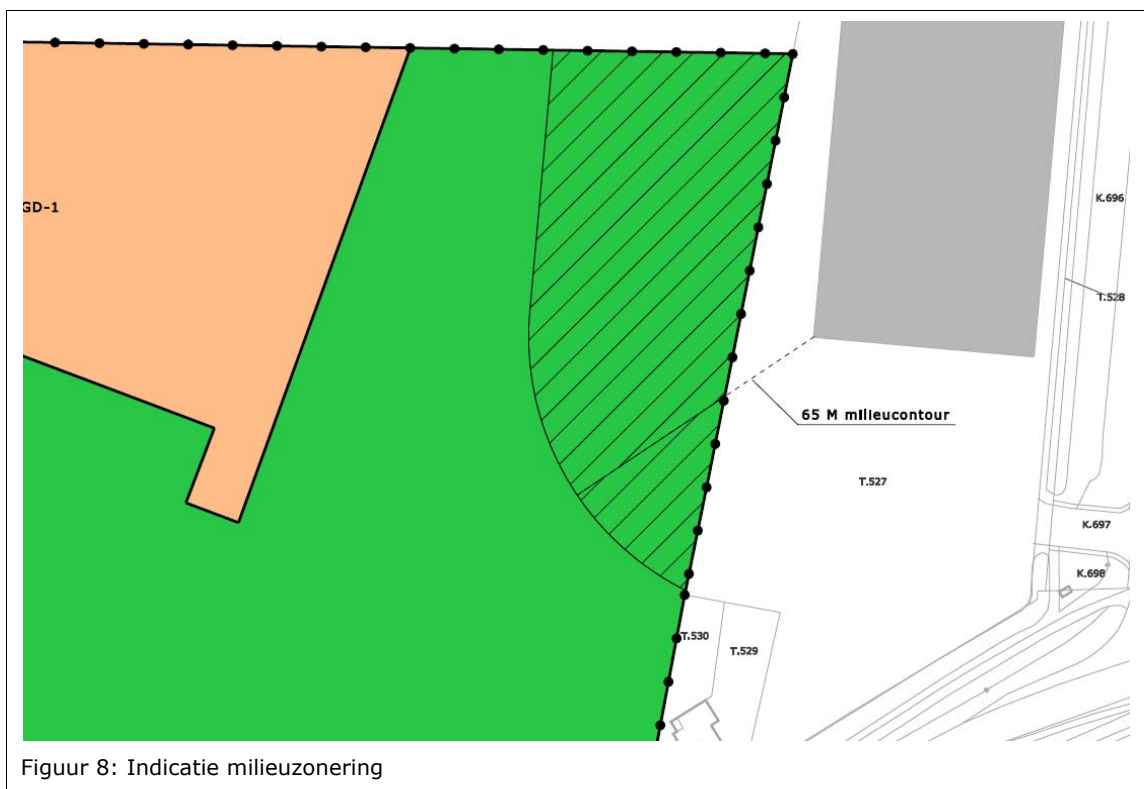 GD-1
K.696
T.528
65 M milieucontour
T.527
K.697
K.698
T.530
T.529
Figuur 8: Indicatie milieuzonering